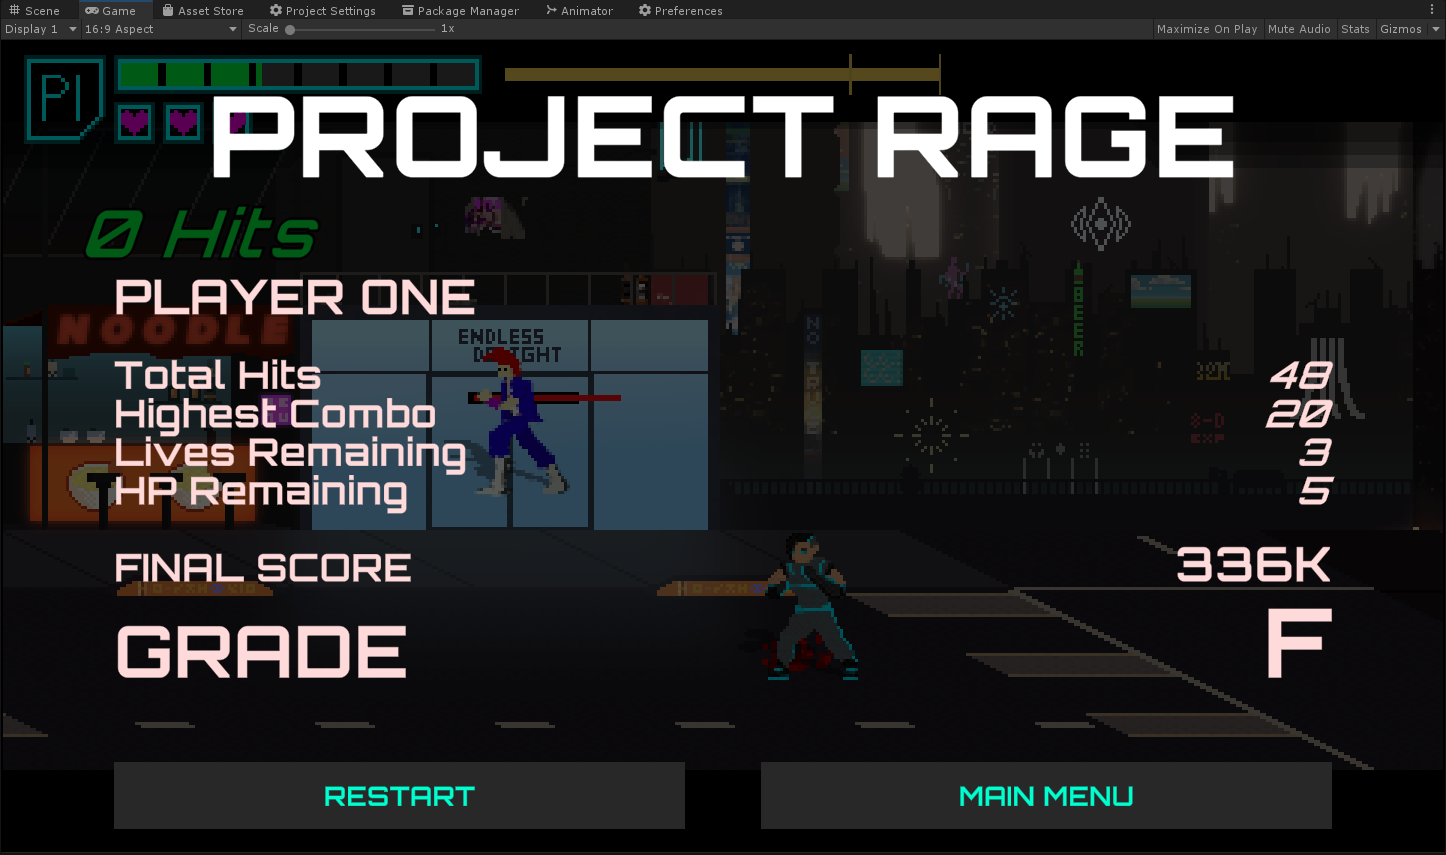 Scene Game Asset Store Project Settings Package Manager Animator Preferences
Display 1 16:9 Aspect Scale 1x Maximize On Play Mute Audio Stats Gizmos
P1
PROJECT RAGE
0 Hits
PLAYER ONE
NOODLE
ENDLESS
BEER
NO
Total Hits 48
Highest Combo 20
Lives Remaining 3
HP Remaining 5
FINAL SCORE 336K
GRADE F
RESTART MAIN MENU